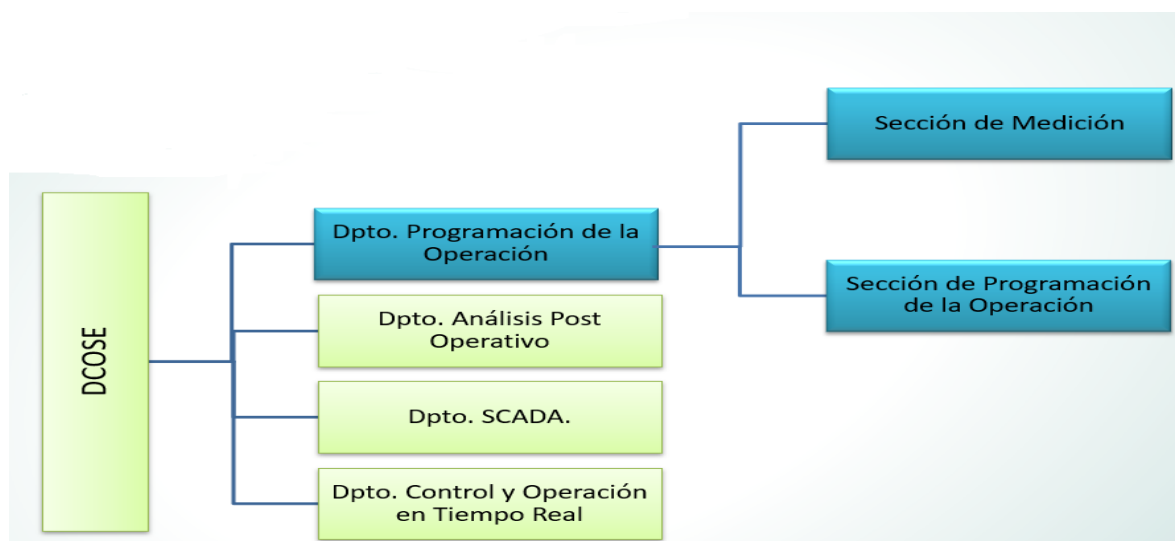 DCOSE
Dpto. Programación de la
Operación
Dpto. Análisis Post
Operativo
Dpto. SCADA.
Dpto. Control y Operación
en Tiempo Real
Sección de Medición
Sección de Programación
de la Operación